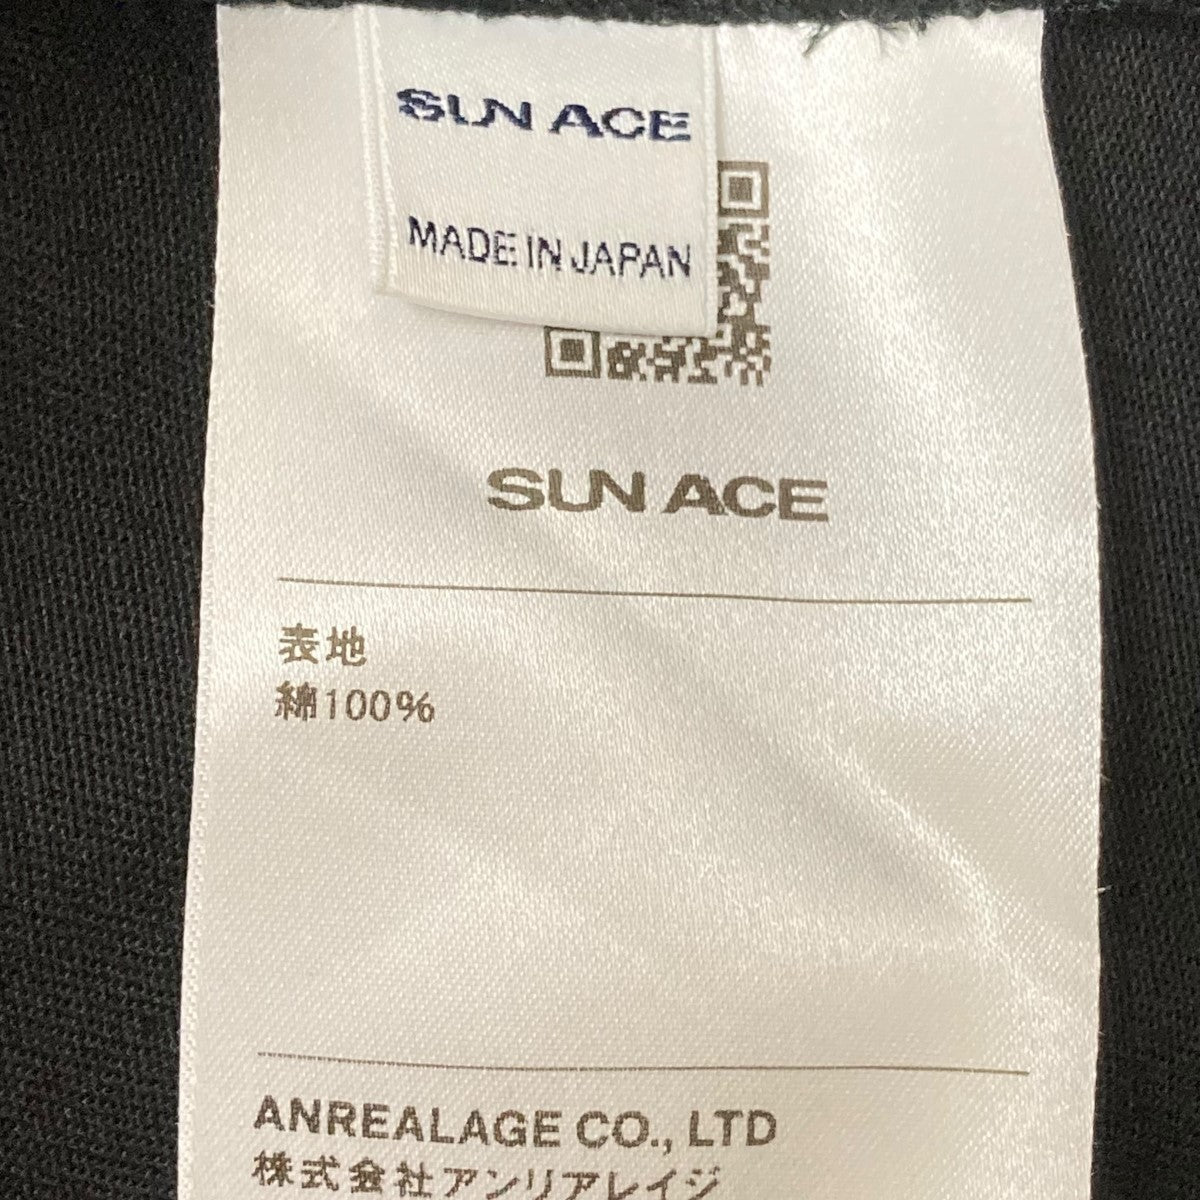 SUN ACE
MADE IN JAPAN
SUN ACE
表地
綿100%
ANREALAGE CO., LTD
株式会社アンリアレイジ